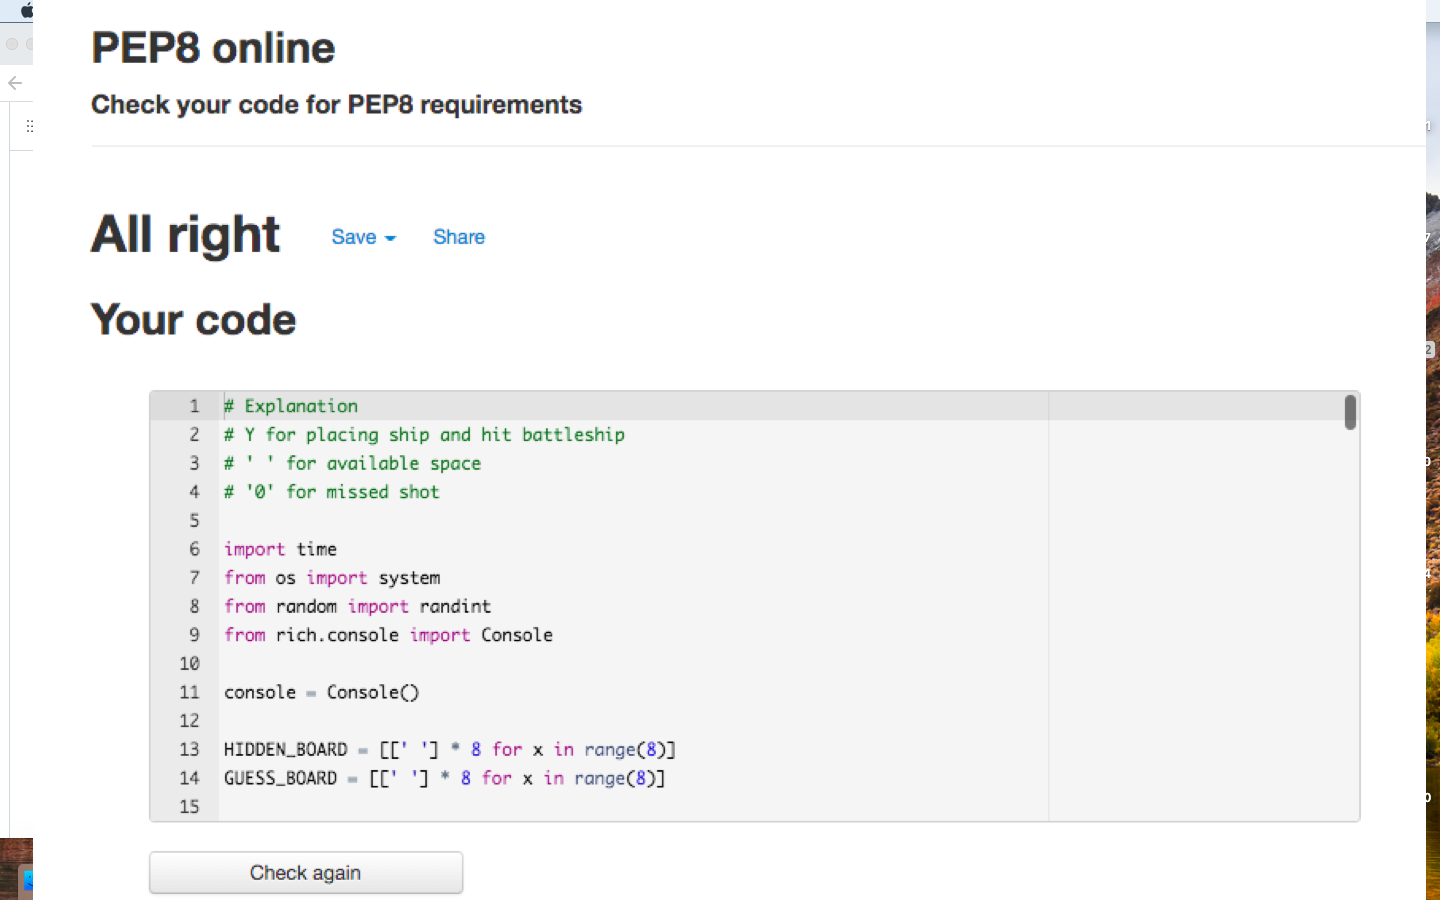 PEP8 online
Check your code for PEP8 requirements
All right Save Share
Your code
1 # Explanation
2 # Y for placing ship and hit battleship
3 # ' ' for available space
4 # '0' for missed shot
5
6 import time
7 from os import system
8 from random import randint
9 from rich.console import Console
10
11 console = Console()
12
13 HIDDEN_BOARD = [[' '] * 8 for x in range(8)]
14 GUESS_BOARD = [[' '] * 8 for x in range(8)]
15
Check again